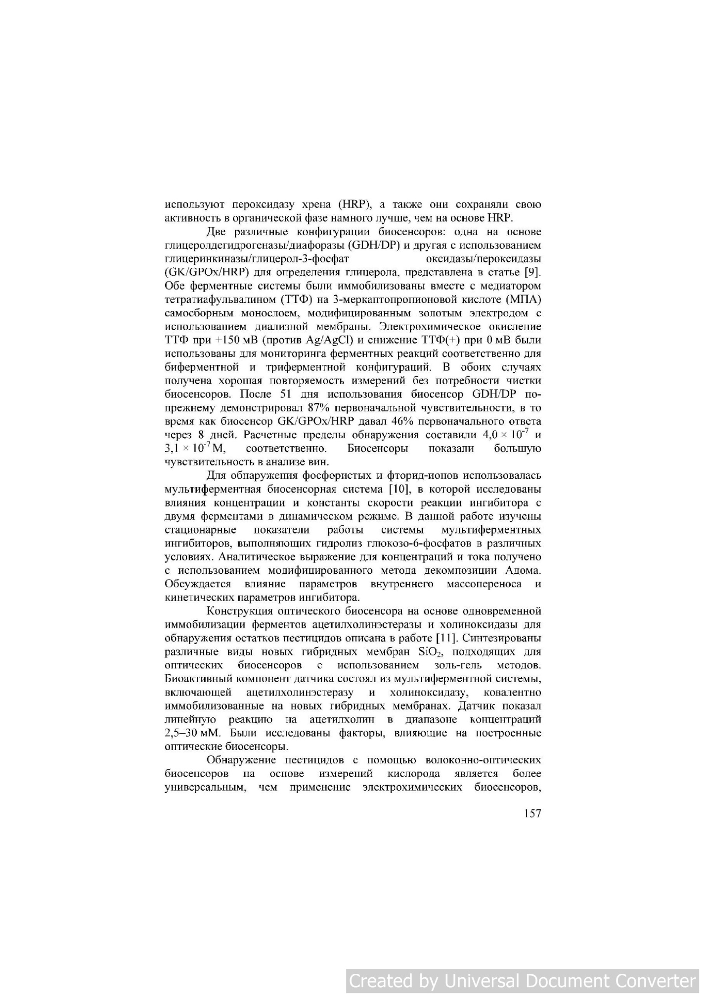 используют пероксидазу хрена (HRP), а также они сохраняли свою
активность в органической фазе намного лучше, чем на основе HRP.
Две различные конфигурации биосенсоров: одна на основе
глицеролдегидрогеназы/диафоразы (GDH/DP) и другая с использованием
глицеринкиназы/глицерол-3-фосфат оксидазы/пероксидазы
(GK/GPOx/HRP) для определения глицерола, представлена в статье [9].
Обе ферментные системы были иммобилизованы вместе с медиатором
тетратиафульвалином (ТТФ) на 3-меркаптопропионовой кислоте (МПА)
самосборным монослоем, модифицированным золотым электродом с
использованием диализной мембраны. Электрохимическое окисление
ТТФ при +150 мВ (против Ag/AgCl) и снижение ТТФ(+) при 0 мВ были
использованы для мониторинга ферментных реакций соответственно для
биферментной и триферментной конфигураций. В обоих случаях
получена хорошая повторяемость измерений без потребности чистки
биосенсоров. После 51 дня использования биосенсор GDH/DP по-
прежнему демонстрировал 87% первоначальной чувствительности, в то
время как биосенсор GK/GPOx/HRP давал 46% первоначального ответа
через 8 дней. Расчетные пределы обнаружения составили 4,0 × 10⁻⁷ и
3,1 × 10⁻⁷ М, соответственно. Биосенсоры показали большую
чувствительность в анализе вин.
Для обнаружения фосфористых и фторид-ионов использовалась
мультиферментная биосенсорная система [10], в которой исследованы
влияния концентрации и константы скорости реакции ингибитора с
двумя ферментами в динамическом режиме. В данной работе изучены
стационарные показатели работы системы мультиферментных
ингибиторов, выполняющих гидролиз глюкозо-6-фосфатов в различных
условиях. Аналитическое выражение для концентраций и тока получено
с использованием модифицированного метода декомпозиции Адома.
Обсуждается влияние параметров внутреннего массопереноса и
кинетических параметров ингибитора.
Конструкция оптического биосенсора на основе одновременной
иммобилизации ферментов ацетилхолинэстеразы и холиноксидазы для
обнаружения остатков пестицидов описана в работе [11]. Синтезированы
различные виды новых гибридных мембран SiO₂, подходящих для
оптических биосенсоров с использованием золь-гель методов.
Биоактивный компонент датчика состоял из мультиферментной системы,
включающей ацетилхолинэстеразу и холиноксидазу, ковалентно
иммобилизованные на новых гибридных мембранах. Датчик показал
линейную реакцию на ацетилхолин в диапазоне концентраций
2,5–30 мМ. Были исследованы факторы, влияющие на построенные
оптические биосенсоры.
Обнаружение пестицидов с помощью волоконно-оптических
биосенсоров на основе измерений кислорода является более
универсальным, чем применение электрохимических биосенсоров,
157
Created by Universal Document Converter